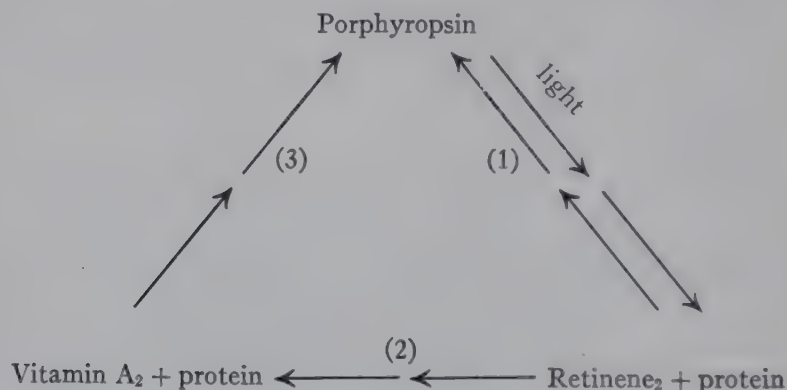 Porphyropsin
light
(3) (1)
(2)
Vitamin A₂ + protein Retinene₂ + protein